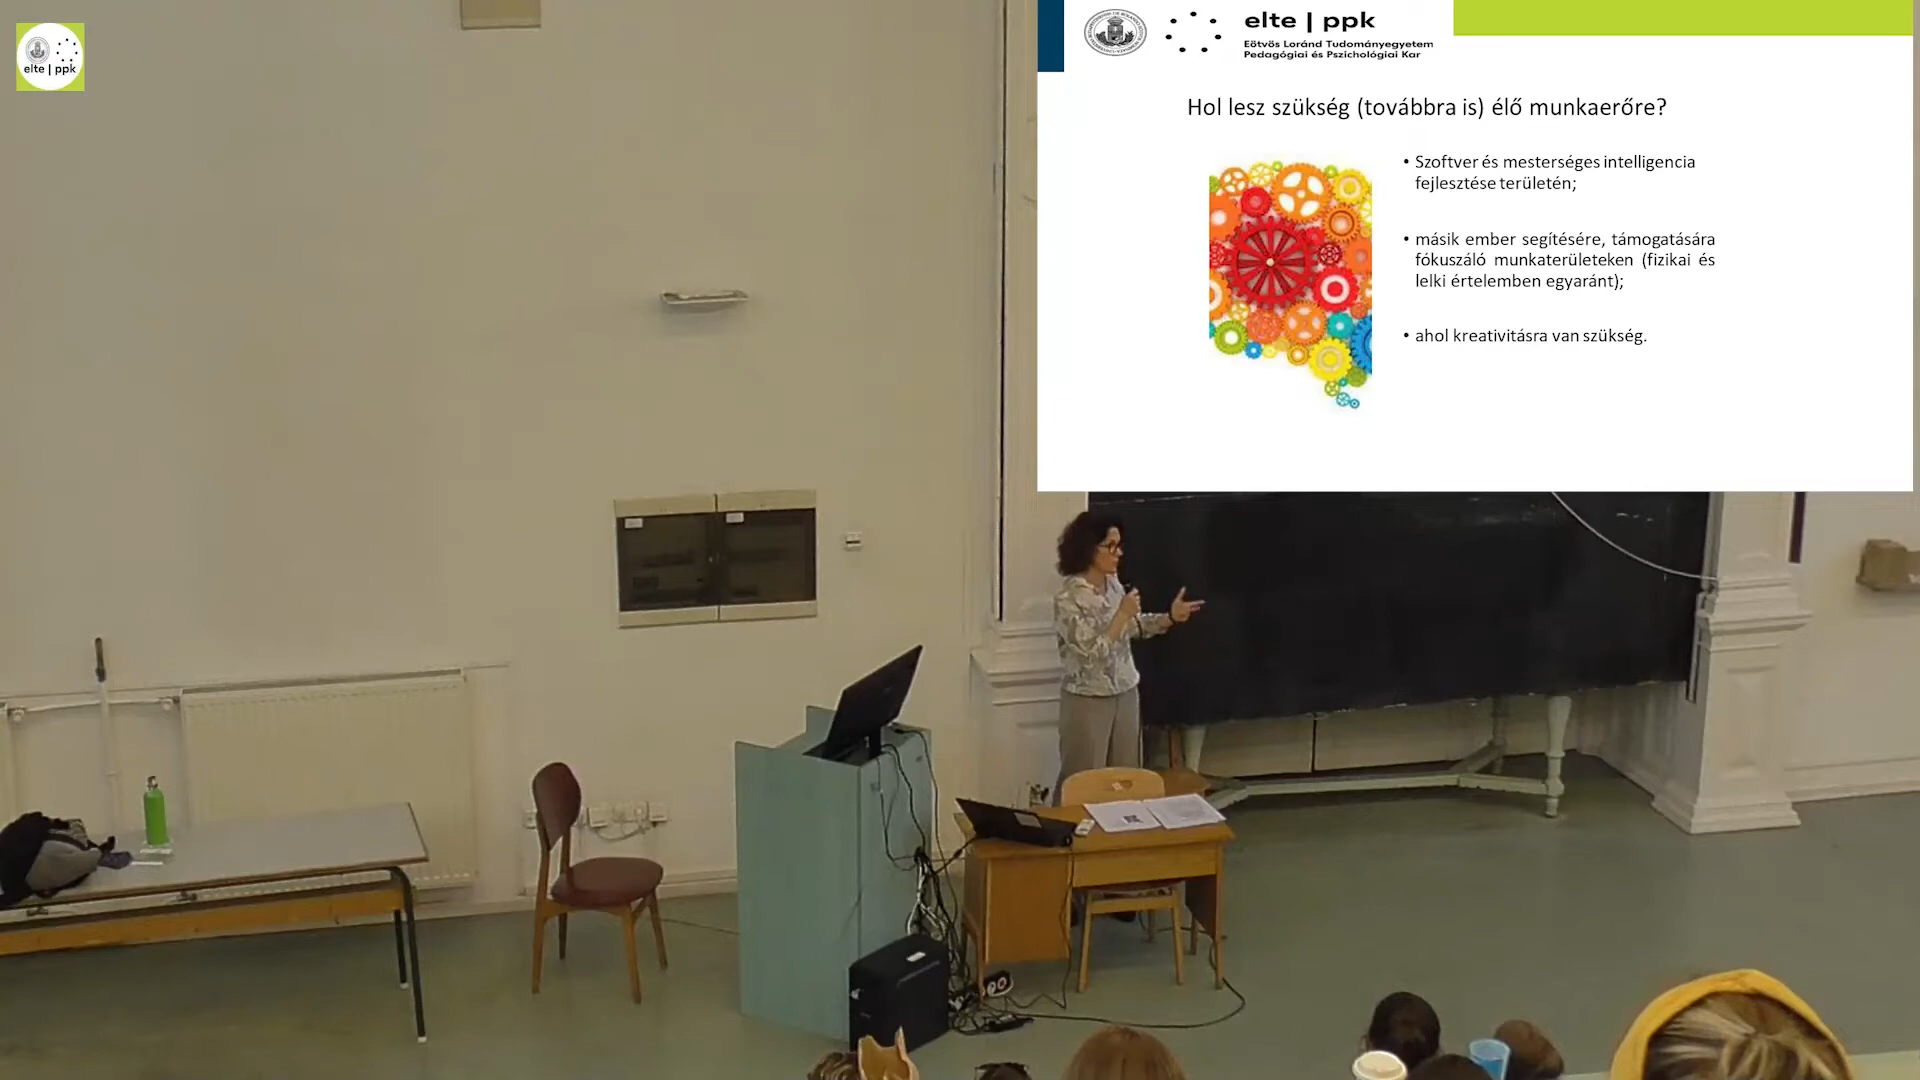 elte | ppk
elte | ppk
Eötvös Loránd Tudományegyetem
Pedagógiai és Pszichológiai Kar
Hol lesz szükség (továbbra is) élő munkaerőre?
• Szoftver és mesterséges intelligencia
fejlesztése területén;
• másik ember segítésére, támogatására
fókuszáló munkaterületeken (fizikai és
lelki értelemben egyaránt);
• ahol kreativitásra van szükség.